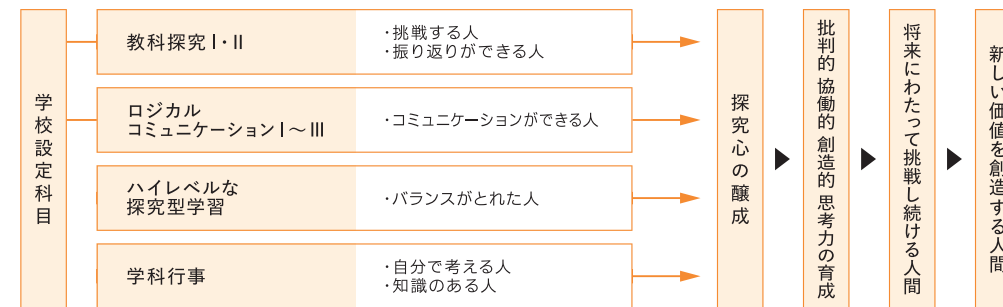 学校設定科目
教科探究Ⅰ・Ⅱ
・挑戦する人
・振り返りができる人
ロジカル
コミュニケーションⅠ～Ⅲ
・コミュニケーションができる人
ハイレベルな
探究型学習
・バランスがとれた人
学科行事
・自分で考える人
・知識のある人
探究心の醸成
批判的 協働的 創造的 思考力の育成
将来にわたって挑戦し続ける人間
新しい価値を創造する人間